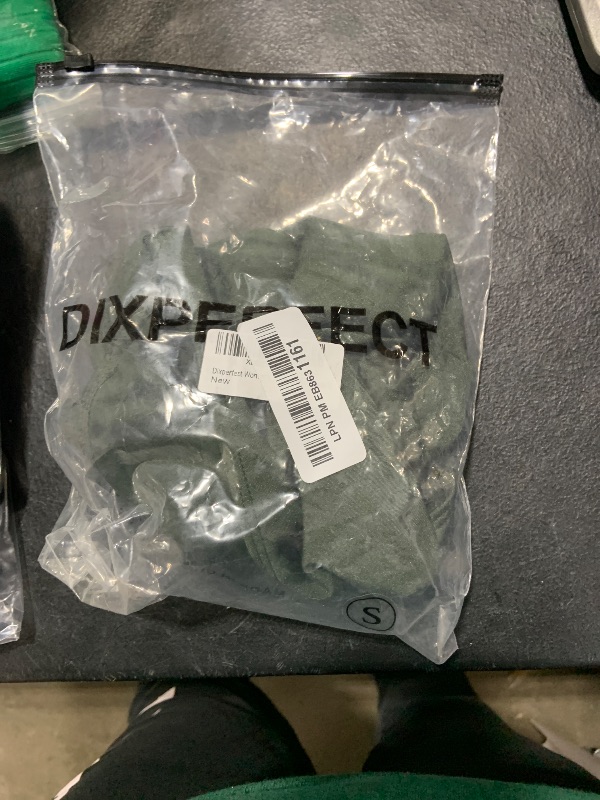 DIXPERFECT
Dixperfect Wom
New
LPN PM EB8631161
S